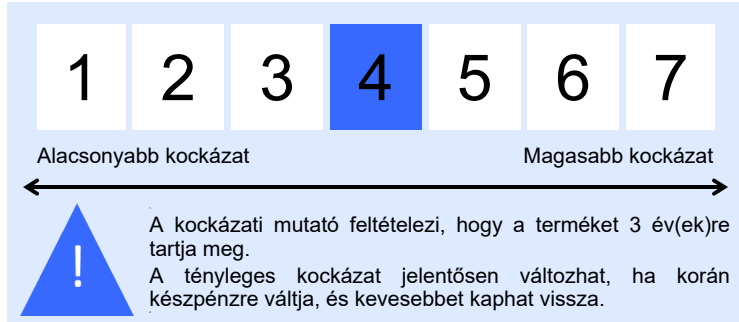 1 2 3 4 5 6 7
Alacsonyabb kockázat Magasabb kockázat
!
A kockázati mutató feltételezi, hogy a terméket 3 év(ek)re
tartja meg.
A tényleges kockázat jelentősen változhat, ha korán
készpénzre váltja, és kevesebbet kaphat vissza.